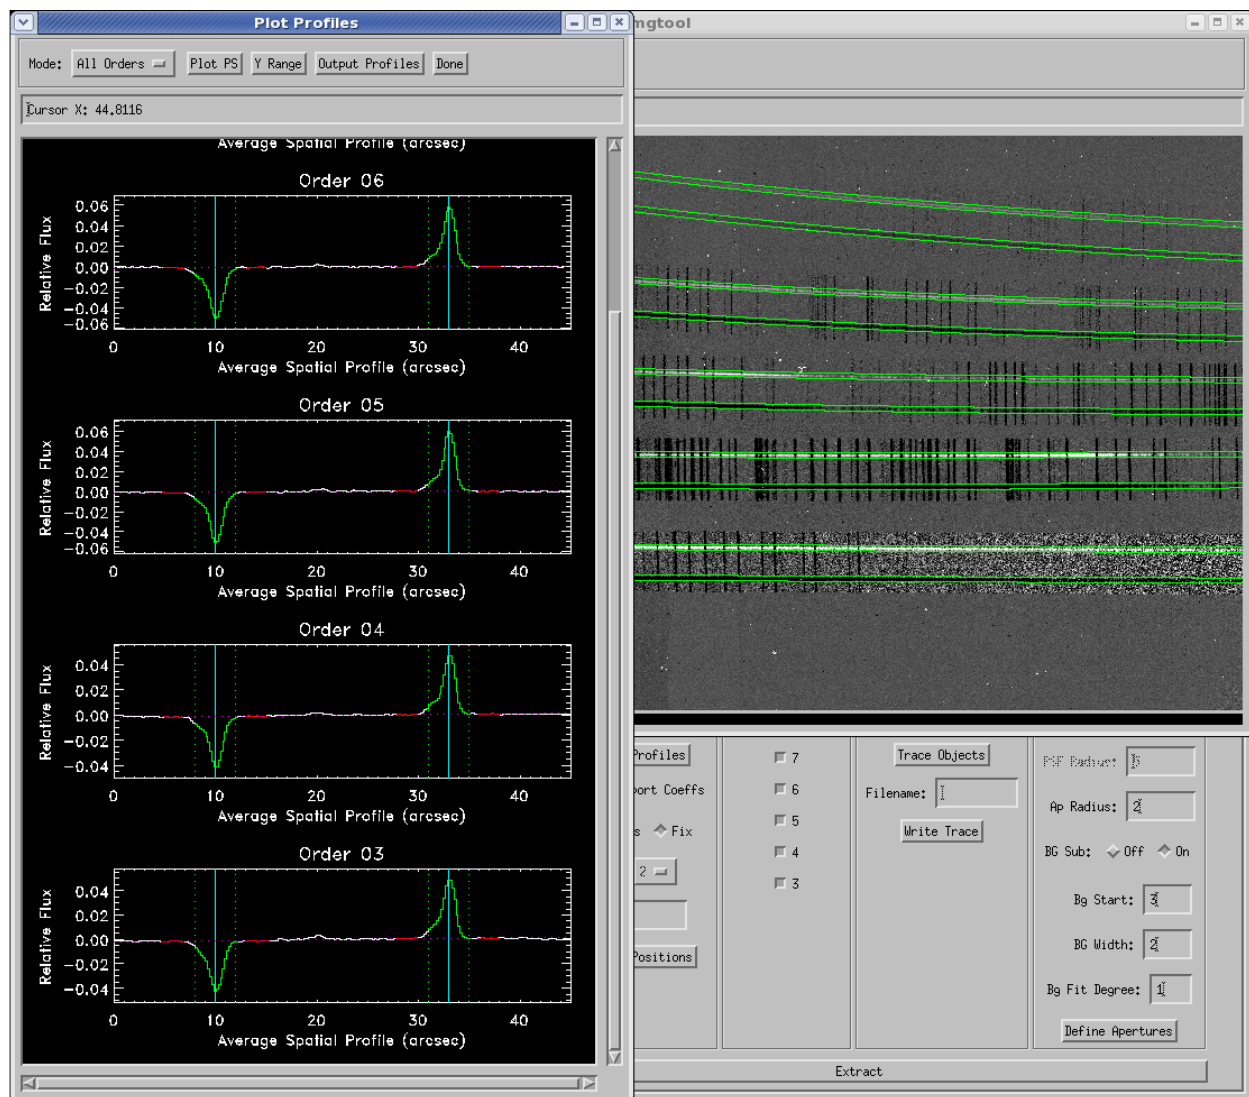 Plot Profiles
mgtool
Mode: All Orders Plot PS Y Range Output Profiles Done
Cursor X: 44.8116
Average Spatial Profile (arcsec)
Order 06
Relative Flux
0.06
0.04
0.02
0.00
-0.02
-0.04
-0.06
0 10 20 30 40
Average Spatial Profile (arcsec)
Order 05
Relative Flux
0.06
0.04
0.02
0.00
-0.02
-0.04
-0.06
0 10 20 30 40
Average Spatial Profile (arcsec)
Order 04
Relative Flux
0.04
0.02
0.00
-0.02
-0.04
0 10 20 30 40
Average Spatial Profile (arcsec)
Order 03
Relative Flux
0.04
0.02
0.00
-0.02
-0.04
0 10 20 30 40
Average Spatial Profile (arcsec)
Profiles
ort Coeffs
s Fix
2
Positions
7
6
5
4
3
Trace Objects
Filename:
Write Trace
PSF Radius: 5
Ap Radius: 2
BG Sub: Off On
Bg Start: 3
BG Width: 2
Bg Fit Degree: 1
Define Apertures
Extract